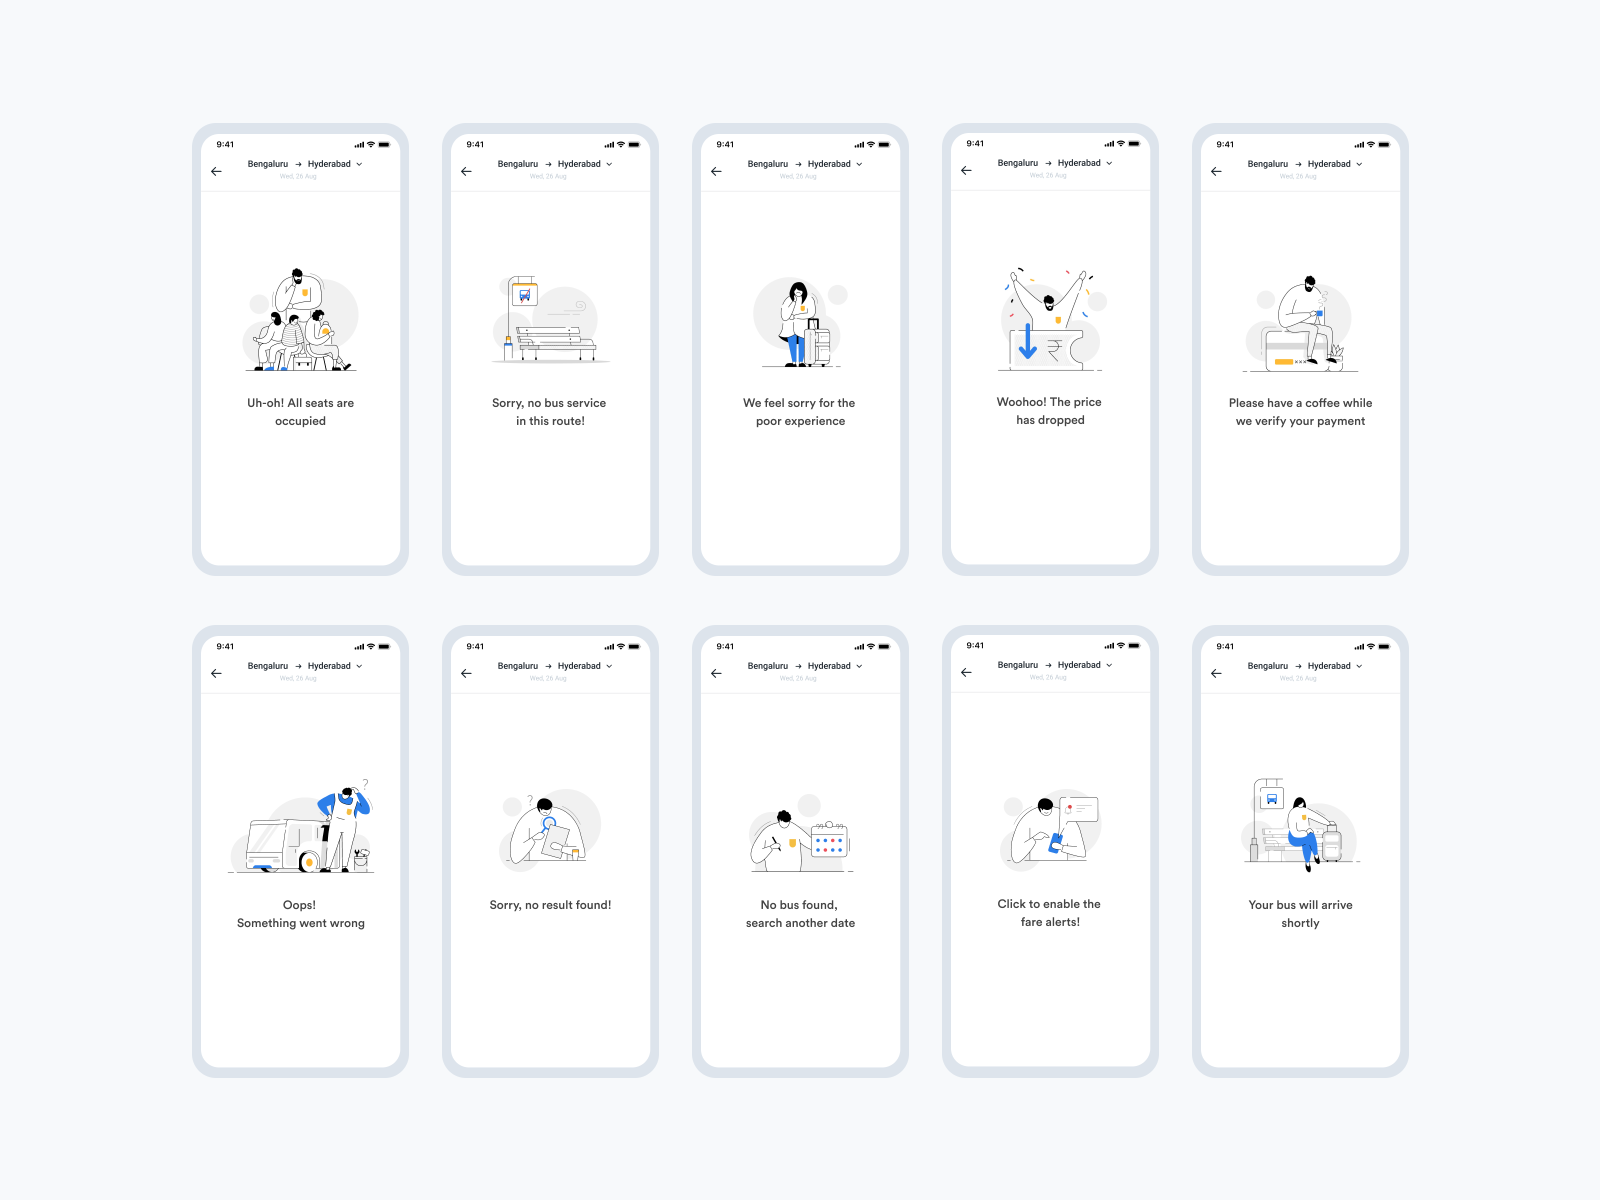 9:41
Bengaluru → Hyderabad
Wed, 26 Aug
Uh-oh! All seats are
occupied
9:41
Bengaluru → Hyderabad
Wed, 26 Aug
Sorry, no bus service
in this route!
9:41
Bengaluru → Hyderabad
Wed, 26 Aug
We feel sorry for the
poor experience
9:41
Bengaluru → Hyderabad
Wed, 26 Aug
₹
Woohoo! The price
has dropped
9:41
Bengaluru → Hyderabad
Wed, 26 Aug
×××
Please have a coffee while
we verify your payment
9:41
Bengaluru → Hyderabad
Wed, 26 Aug
?
Oops!
Something went wrong
9:41
Bengaluru → Hyderabad
Wed, 26 Aug
?
Sorry, no result found!
9:41
Bengaluru → Hyderabad
Wed, 26 Aug
No bus found,
search another date
9:41
Bengaluru → Hyderabad
Wed, 26 Aug
Click to enable the
fare alerts!
9:41
Bengaluru → Hyderabad
Wed, 26 Aug
Your bus will arrive
shortly